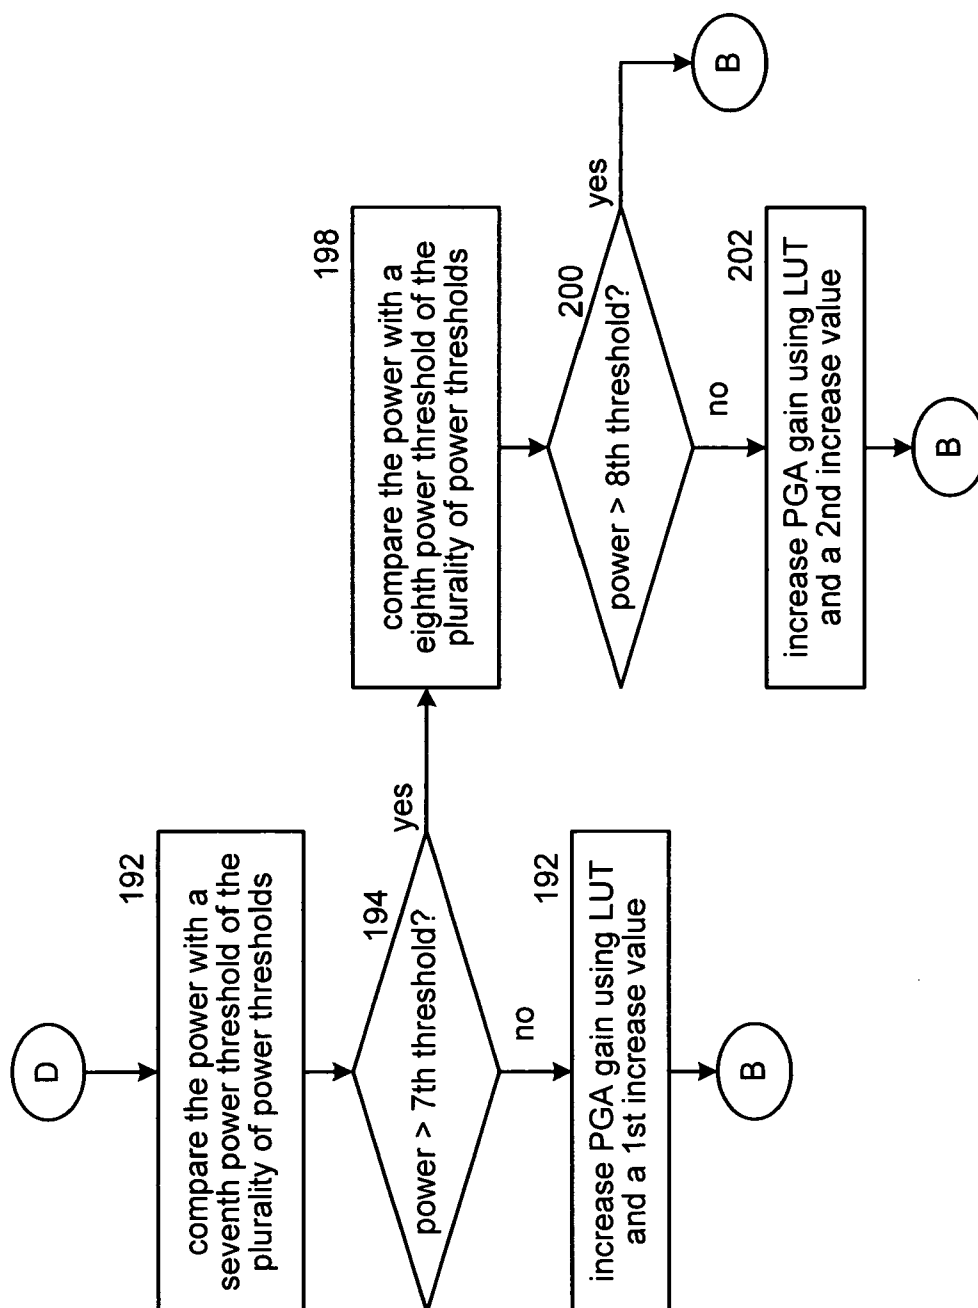 D
192
compare the power with a
seventh power threshold of the
plurality of power thresholds
194
power > 7th threshold?
yes
no
192
increase PGA gain using LUT
and a 1st increase value
B
198
compare the power with a
eighth power threshold of the
plurality of power thresholds
200
power > 8th threshold?
yes
B
no
202
increase PGA gain using LUT
and a 2nd increase value
B